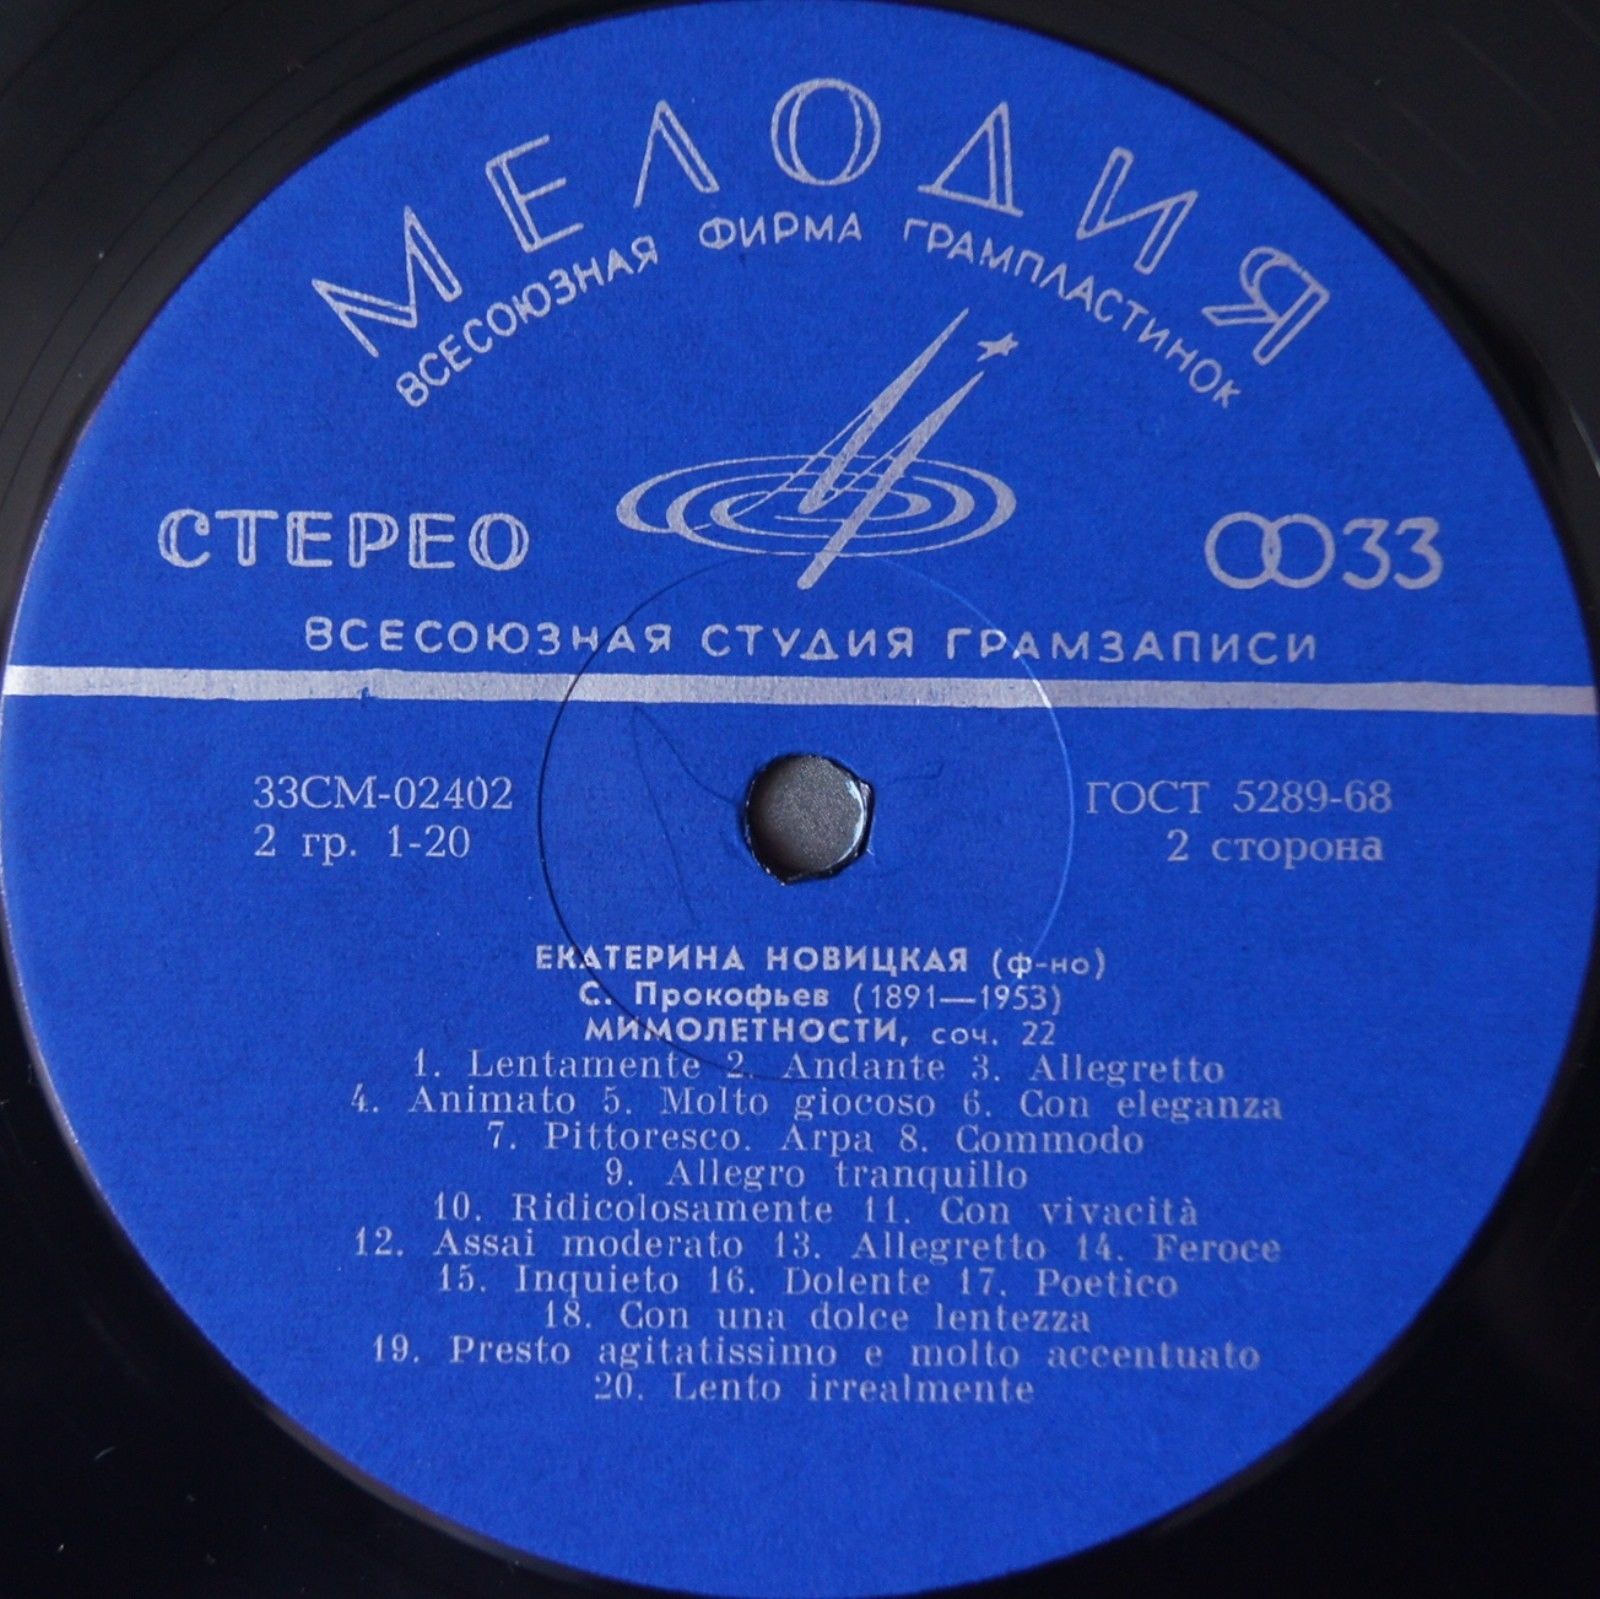 МЕЛОДИЯ
ВСЕСОЮЗНАЯ ФИРМА ГРАМПЛАСТИНОК
СТЕРЕО
33
ВСЕСОЮЗНАЯ СТУДИЯ ГРАМЗАПИСИ
33СМ-02402
ГОСТ 5289-68
2 гр. 1-20
2 сторона
ЕКАТЕРИНА НОВИЦКАЯ (ф-но)
С. Прокофьев (1891—1953)
МИМОЛЕТНОСТИ, соч. 22
1. Lentamente 2. Andante 3. Allegretto
4. Animato 5. Molto giocoso 6. Con eleganza
7. Pittoresco. Arpa 8. Commodo
9. Allegro tranquillo
10. Ridicolosamente 11. Con vivacità
12. Assai moderato 13. Allegretto 14. Feroce
15. Inquieto 16. Dolente 17. Poetico
18. Con una dolce lentezza
19. Presto agitatissimo e molto accentuato
20. Lento irrealmente